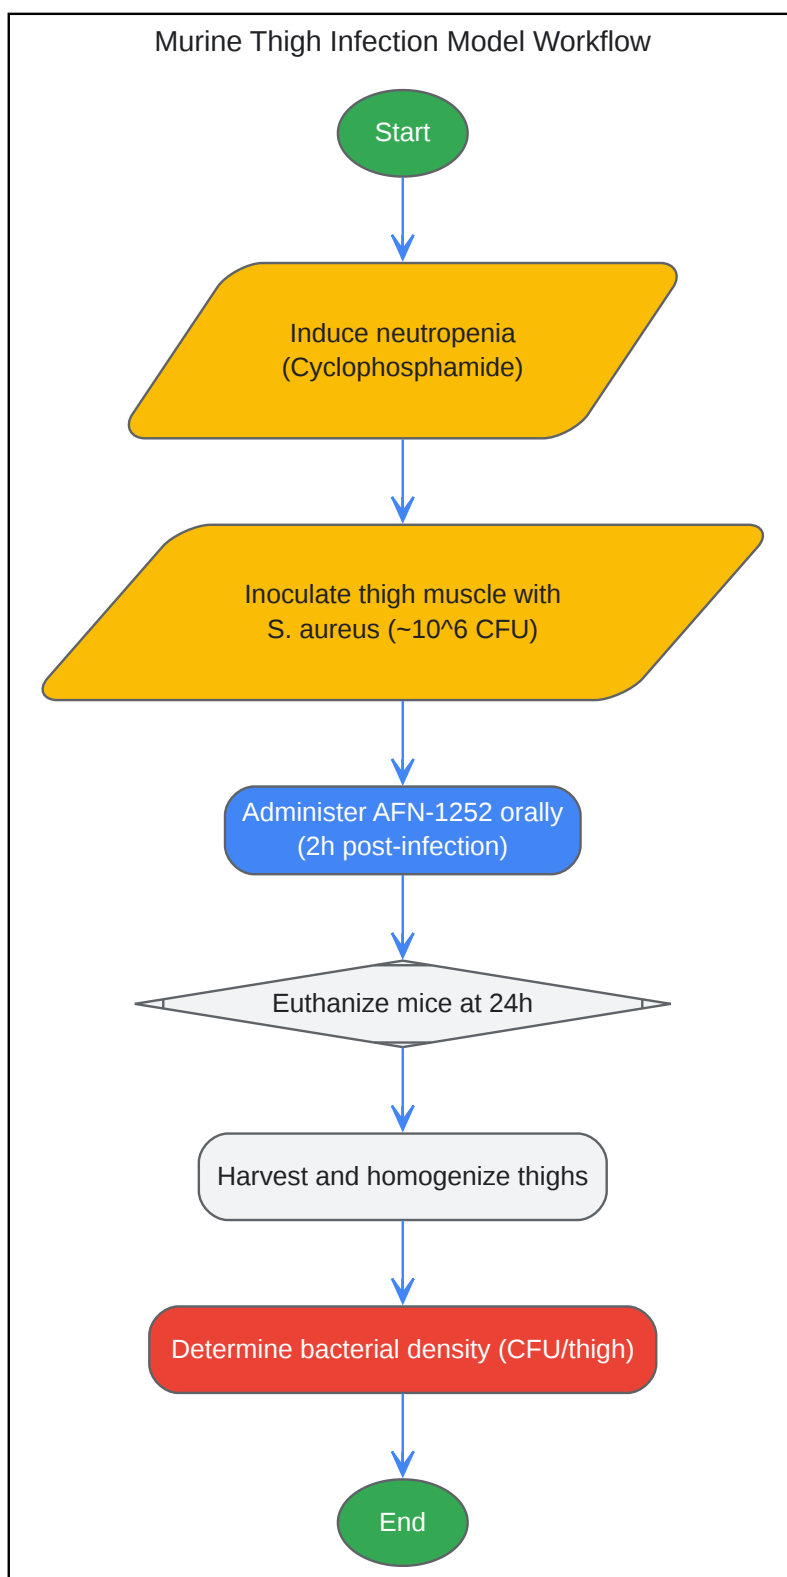 Murine Thigh Infection Model Workflow
Start
Induce neutropenia
(Cyclophosphamide)
Inoculate thigh muscle with
S. aureus (~10^6 CFU)
Administer AFN-1252 orally
(2h post-infection)
Euthanize mice at 24h
Harvest and homogenize thighs
Determine bacterial density (CFU/thigh)
End